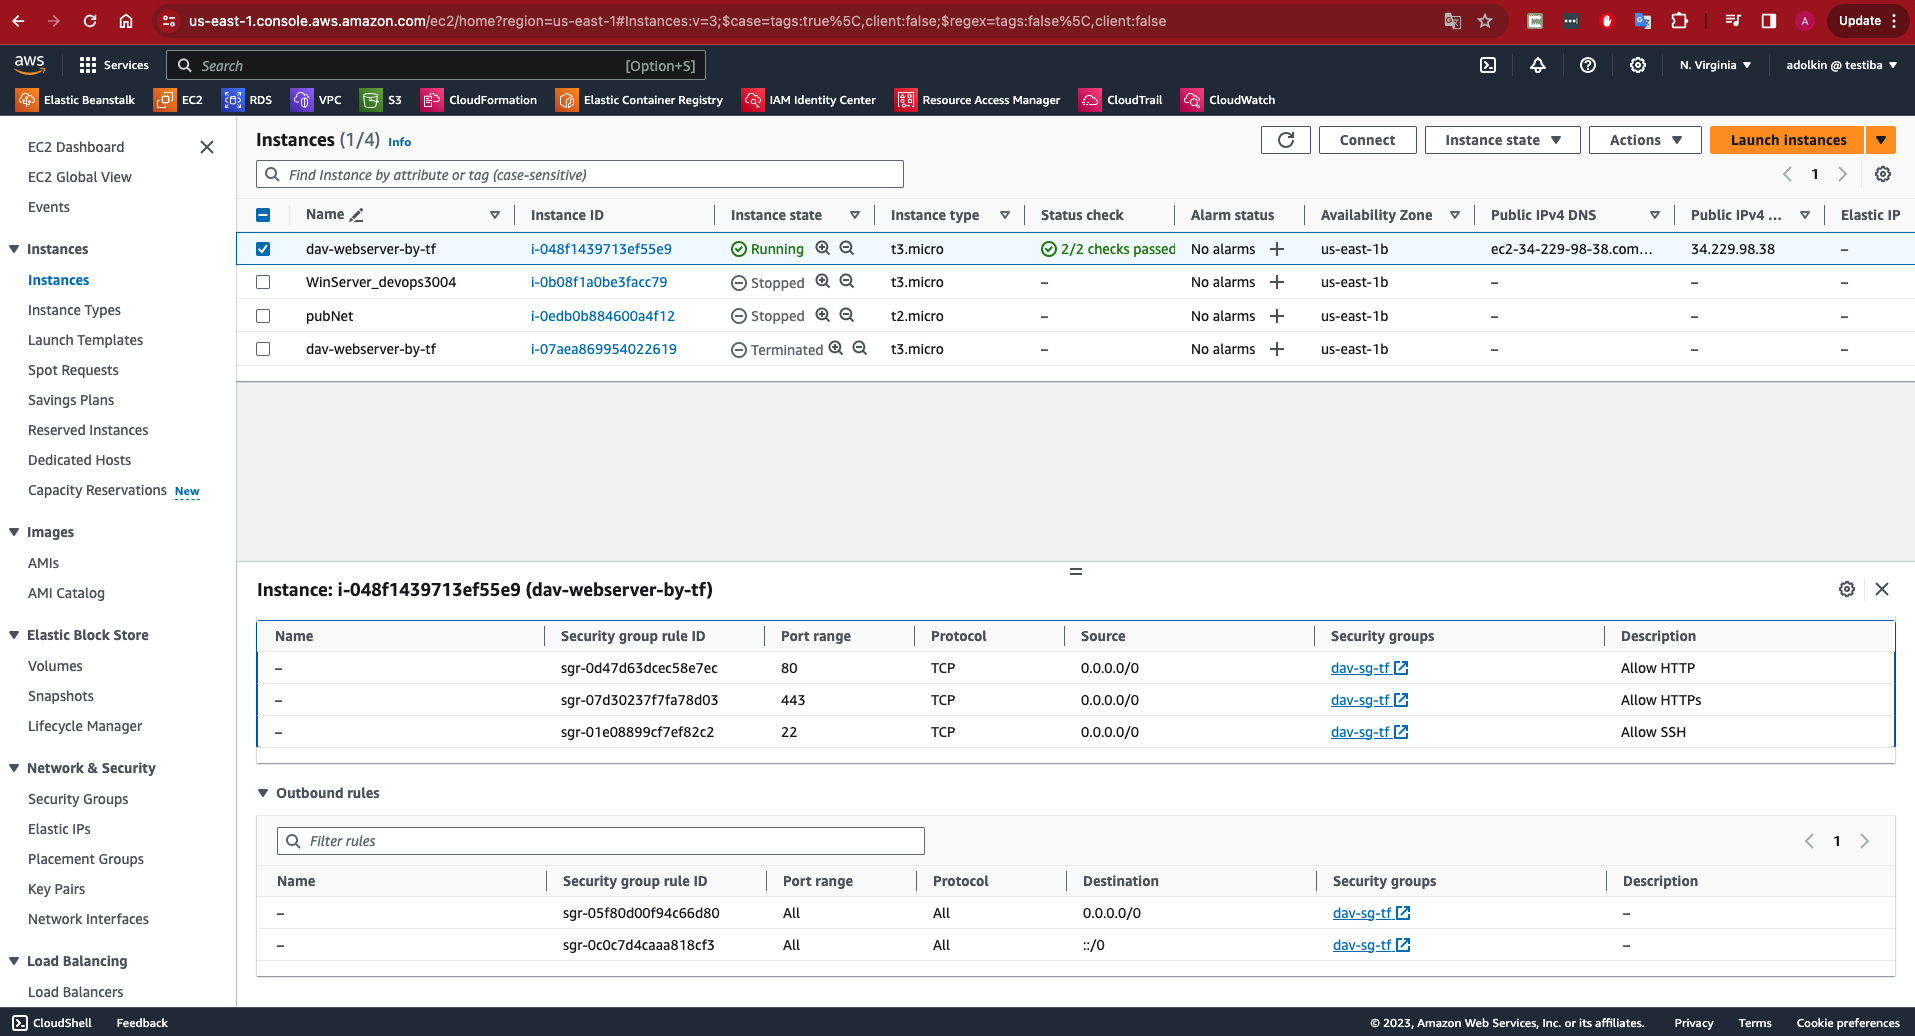 us-east-1.console.aws.amazon.com/ec2/home?region=us-east-1#Instances:v=3;$case=tags:true%5C,client:false;$regex=tags:false%5C,client:false
A
Update
aws
Services
Search
[Option+S]
N. Virginia
adolkin @ testiba
Elastic Beanstalk
EC2
RDS
VPC
S3
CloudFormation
Elastic Container Registry
IAM Identity Center
Resource Access Manager
CloudTrail
CloudWatch
EC2 Dashboard
EC2 Global View
Events
Instances
Instances
Instance Types
Launch Templates
Spot Requests
Savings Plans
Reserved Instances
Dedicated Hosts
Capacity Reservations New
Images
AMIs
AMI Catalog
Elastic Block Store
Volumes
Snapshots
Lifecycle Manager
Network & Security
Security Groups
Elastic IPs
Placement Groups
Key Pairs
Network Interfaces
Load Balancing
Load Balancers
Instances (1/4) Info
Connect
Instance state
Actions
Launch instances
Find Instance by attribute or tag (case-sensitive)
1
Name Instance ID Instance state Instance type Status check Alarm status Availability Zone Public IPv4 DNS Public IPv4 ... Elastic IP
dav-webserver-by-tf i-048f1439713ef55e9 Running t3.micro 2/2 checks passed No alarms + us-east-1b ec2-34-229-98-38.com... 34.229.98.38 –
WinServer_devops3004 i-0b08f1a0be3facc79 Stopped t3.micro – No alarms + us-east-1b – – –
pubNet i-0edb0b884600a4f12 Stopped t2.micro – No alarms + us-east-1b – – –
dav-webserver-by-tf i-07aea869954022619 Terminated t3.micro – No alarms + us-east-1b – – –
Instance: i-048f1439713ef55e9 (dav-webserver-by-tf)
Name Security group rule ID Port range Protocol Source Security groups Description
– sgr-0d47d63dcec58e7ec 80 TCP 0.0.0.0/0 dav-sg-tf Allow HTTP
– sgr-07d30237f7fa78d03 443 TCP 0.0.0.0/0 dav-sg-tf Allow HTTPs
– sgr-01e08899cf7ef82c2 22 TCP 0.0.0.0/0 dav-sg-tf Allow SSH
Outbound rules
Filter rules
1
Name Security group rule ID Port range Protocol Destination Security groups Description
– sgr-05f80d00f94c66d80 All All 0.0.0.0/0 dav-sg-tf –
– sgr-0c0c7d4caaa818cf3 All All ::/0 dav-sg-tf –
CloudShell
Feedback
© 2023, Amazon Web Services, Inc. or its affiliates.
Privacy
Terms
Cookie preferences